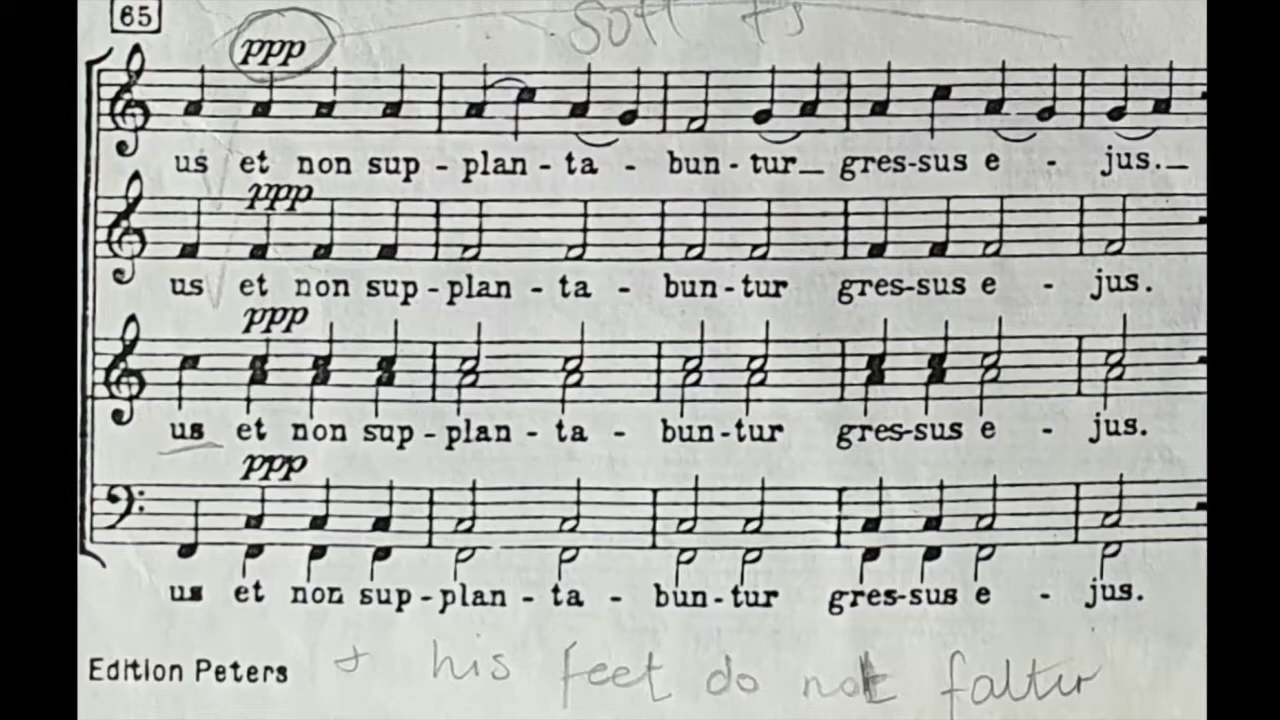 65
ppp
soft ts
us et non sup - plan - ta - bun - tur_ gres-sus e - jus._
ppp
us et non sup - plan - ta - bun - tur gres-sus e - jus.
ppp
us et non sup - plan - ta - bun - tur gres-sus e - jus.
ppp
us et non sup - plan - ta - bun - tur gres-sus e - jus.
Edition Peters
+ his feet do not falter